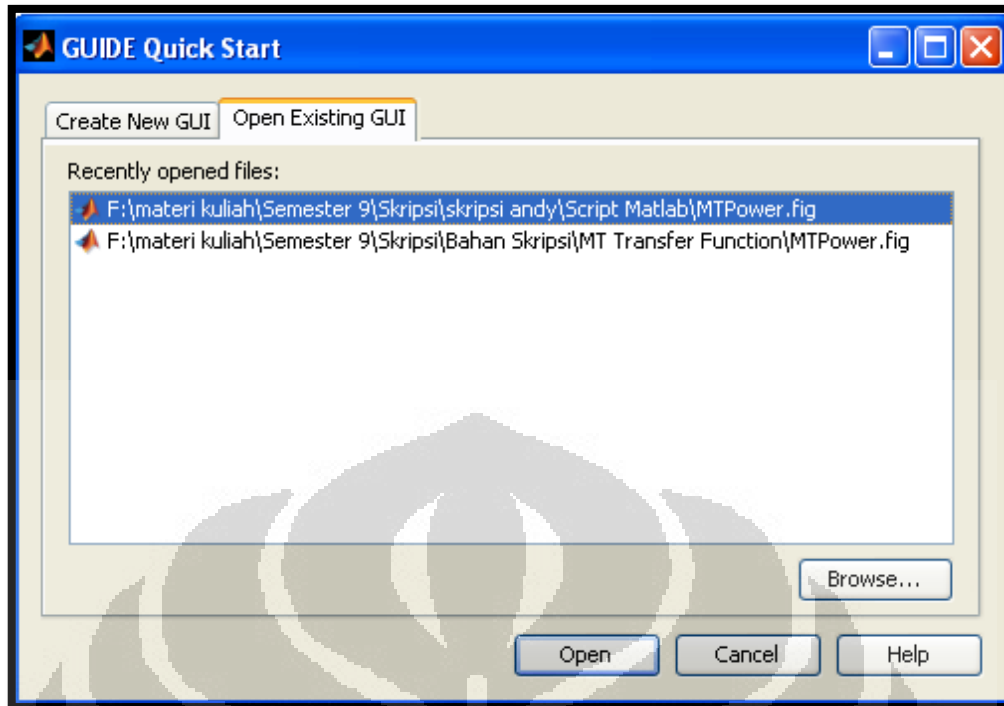 GUIDE Quick Start
Create New GUI Open Existing GUI
Recently opened files:
F:\materi kuliah\Semester 9\Skripsi\skripsi andy\Script Matlab\MTPower.fig
F:\materi kuliah\Semester 9\Skripsi\Bahan Skripsi\MT Transfer Function\MTPower.fig
Browse...
Open Cancel Help